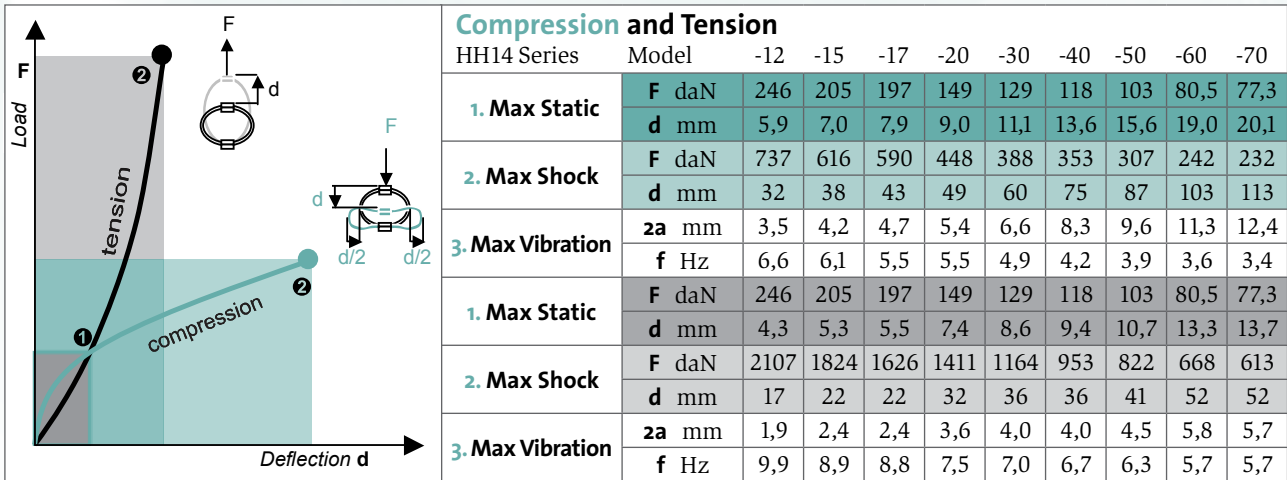 F
Load
tension
compression
❶
❷
❷
F
d
F
d
d/2 d/2
Deflection d
Compression and Tension
HH14 Series Model -12 -15 -17 -20 -30 -40 -50 -60 -70
1. Max Static
F daN 246 205 197 149 129 118 103 80,5 77,3
d mm 5,9 7,0 7,9 9,0 11,1 13,6 15,6 19,0 20,1
2. Max Shock
F daN 737 616 590 448 388 353 307 242 232
d mm 32 38 43 49 60 75 87 103 113
3. Max Vibration
2a mm 3,5 4,2 4,7 5,4 6,6 8,3 9,6 11,3 12,4
f Hz 6,6 6,1 5,5 5,5 4,9 4,2 3,9 3,6 3,4
1. Max Static
F daN 246 205 197 149 129 118 103 80,5 77,3
d mm 4,3 5,3 5,5 7,4 8,6 9,4 10,7 13,3 13,7
2. Max Shock
F daN 2107 1824 1626 1411 1164 953 822 668 613
d mm 17 22 22 32 36 36 41 52 52
3. Max Vibration
2a mm 1,9 2,4 2,4 3,6 4,0 4,0 4,5 5,8 5,7
f Hz 9,9 8,9 8,8 7,5 7,0 6,7 6,3 5,7 5,7